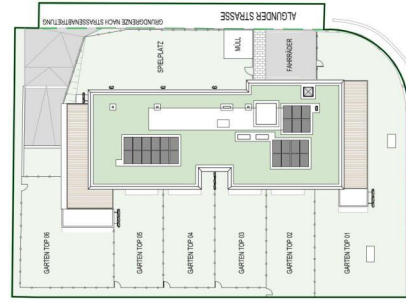 ALGUNDER STRASSE
GRUNDGRENZE NACH STRASSENABTRETUNG
SPIELPLATZ
MÜLL
FAHRRÄDER
GARTEN TOP 06
GARTEN TOP 05
GARTEN TOP 04
GARTEN TOP 03
GARTEN TOP 02
GARTEN TOP 01